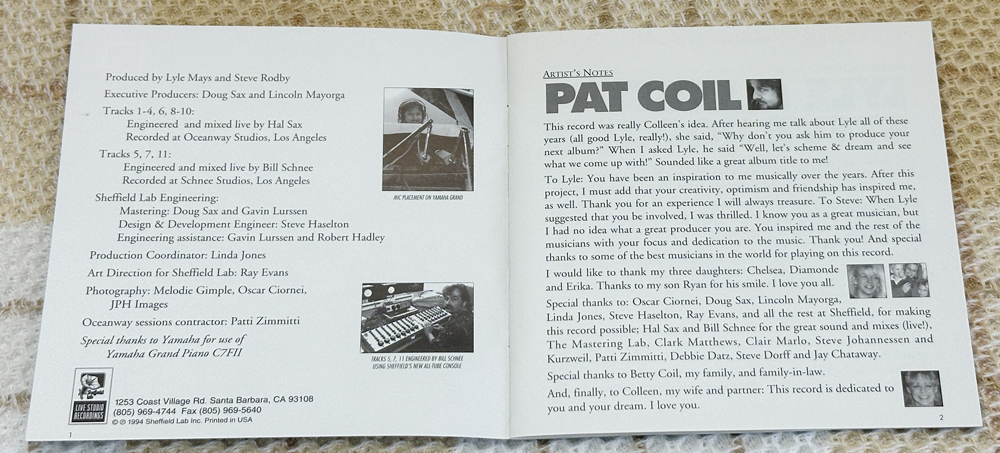 Produced by Lyle Mays and Steve Rodby
Executive Producers: Doug Sax and Lincoln Mayorga
Tracks 1-4, 6, 8-10:
Engineered and mixed live by Hal Sax
Recorded at Oceanway Studios, Los Angeles
Tracks 5, 7, 11:
Engineered and mixed live by Bill Schnee
Recorded at Schnee Studios, Los Angeles
Sheffield Lab Engineering:
Mastering: Doug Sax and Gavin Lurssen
Design & Development Engineer: Steve Haselton
Engineering assistance: Gavin Lurssen and Robert Hadley
Production Coordinator: Linda Jones
Art Direction for Sheffield Lab: Ray Evans
Photography: Melodie Gimple, Oscar Ciornei,
JPH Images
Oceanway sessions contractor: Patti Zimmitti
Special thanks to Yamaha for use of
Yamaha Grand Piano C7FII
MIC PLACEMENT ON YAMAHA GRAND
TRACKS 5, 7, 11 ENGINEERED BY BILL SCHNEE
USING SHEFFIELD'S NEW ALL-TUBE CONSOLE
LIVE STUDIO
RECORDINGS
1253 Coast Village Rd. Santa Barbara, CA 93108
(805) 969-4744 Fax (805) 969-5640
© ℗ 1994 Sheffield Lab Inc. Printed in USA
1
ARTIST'S NOTES
PAT COIL
This record was really Colleen's idea. After hearing me talk about Lyle all of these
years (all good Lyle, really!), she said, "Why don't you ask him to produce your
next album?" When I asked Lyle, he said "Well, let's scheme & dream and see
what we come up with!" Sounded like a great album title to me!
To Lyle: You have been an inspiration to me musically over the years. After this
project, I must add that your creativity, optimism and friendship has inspired me,
as well. Thank you for an experience I will always treasure. To Steve: When Lyle
suggested that you be involved, I was thrilled. I know you as a great musician, but
I had no idea what a great producer you are. You inspired me and the rest of the
musicians with your focus and dedication to the music. Thank you! And special
thanks to some of the best musicians in the world for playing on this record.
I would like to thank my three daughters: Chelsea, Diamonde
and Erika. Thanks to my son Ryan for his smile. I love you all.
Special thanks to: Oscar Ciornei, Doug Sax, Lincoln Mayorga,
Linda Jones, Steve Haselton, Ray Evans, and all the rest at Sheffield, for making
this record possible; Hal Sax and Bill Schnee for the great sound and mixes (live!),
The Mastering Lab, Clark Matthews, Clair Marlo, Steve Johannessen and
Kurzweil, Patti Zimmitti, Debbie Datz, Steve Dorff and Jay Chataway.
Special thanks to Betty Coil, my family, and family-in-law.
And, finally, to Colleen, my wife and partner: This record is dedicated to
you and your dream. I love you.
2